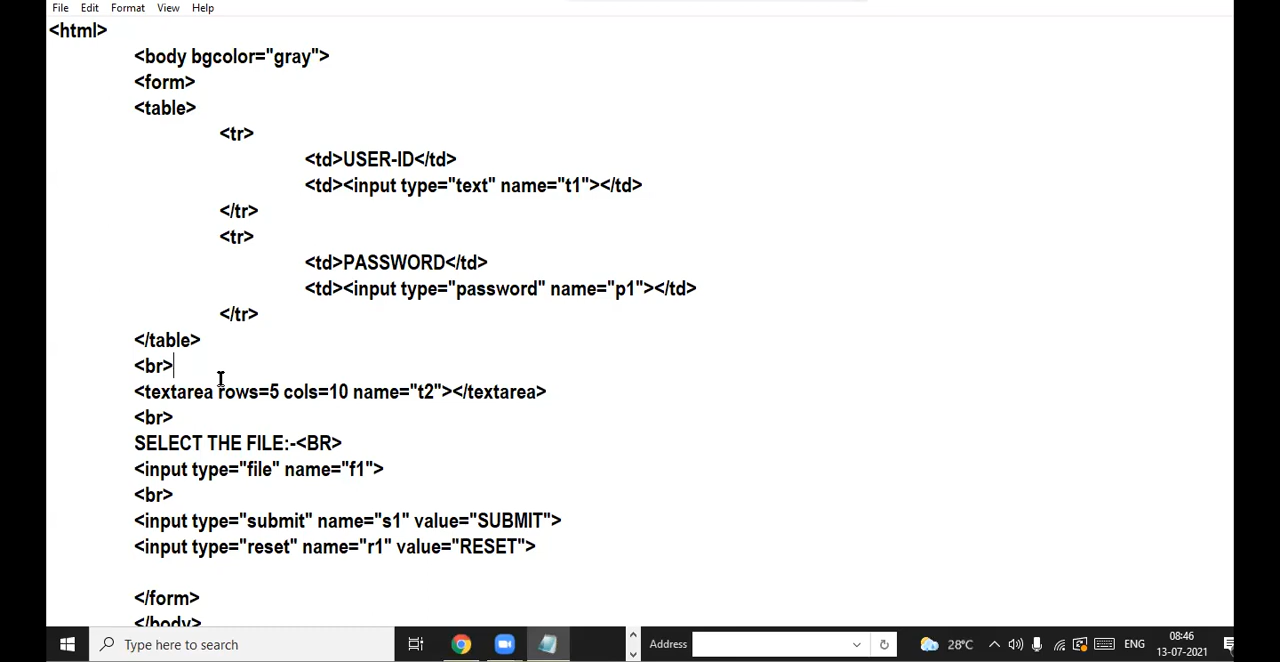 File Edit Format View Help
<html>
<body bgcolor="gray">
<form>
<table>
<tr>
<td>USER-ID</td>
<td><input type="text" name="t1"></td>
</tr>
<tr>
<td>PASSWORD</td>
<td><input type="password" name="p1"></td>
</tr>
</table>
<br>
<textarea rows=5 cols=10 name="t2"></textarea>
<br>
SELECT THE FILE:-<BR>
<input type="file" name="f1">
<br>
<input type="submit" name="s1" value="SUBMIT">
<input type="reset" name="r1" value="RESET">
</form>
</body>
Type here to search Address 28°C ENG 08:46
13-07-2021